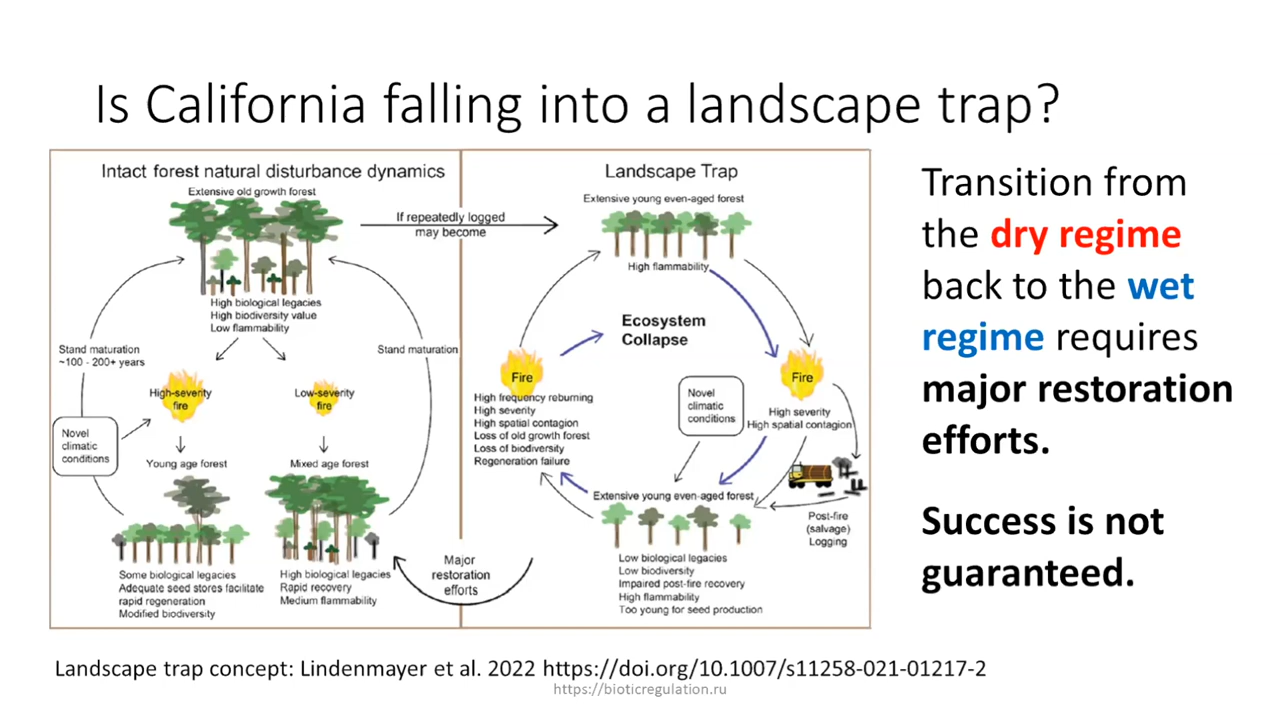 Is California falling into a landscape trap?
Intact forest natural disturbance dynamics
Extensive old growth forest
High biological legacies
High biodiversity value
Low flammability
If repeatedly logged
may become
Stand maturation
~100 - 200+ years
Stand maturation
High-severity
fire
Low-severity
fire
Novel
climatic
conditions
Young age forest
Mixed age forest
Some biological legacies
Adequate seed stores facilitate
rapid regeneration
Modified biodiversity
High biological legacies
Rapid recovery
Medium flammability
Major
restoration
efforts
Landscape Trap
Extensive young even-aged forest
High flammability
Ecosystem
Collapse
Fire
High frequency reburning
High severity
High spatial contagion
Loss of old growth forest
Loss of biodiversity
Regeneration failure
Novel
climatic
conditions
Fire
High severity
High spatial contagion
Extensive young even-aged forest
Post-fire
(salvage)
Logging
Low biological legacies
Low biodiversity
Impaired post-fire recovery
High flammability
Too young for seed production
Transition from
the dry regime
back to the wet
regime requires
major restoration
efforts.
Success is not
guaranteed.
Landscape trap concept: Lindenmayer et al. 2022 https://doi.org/10.1007/s11258-021-01217-2
https://bioticregulation.ru